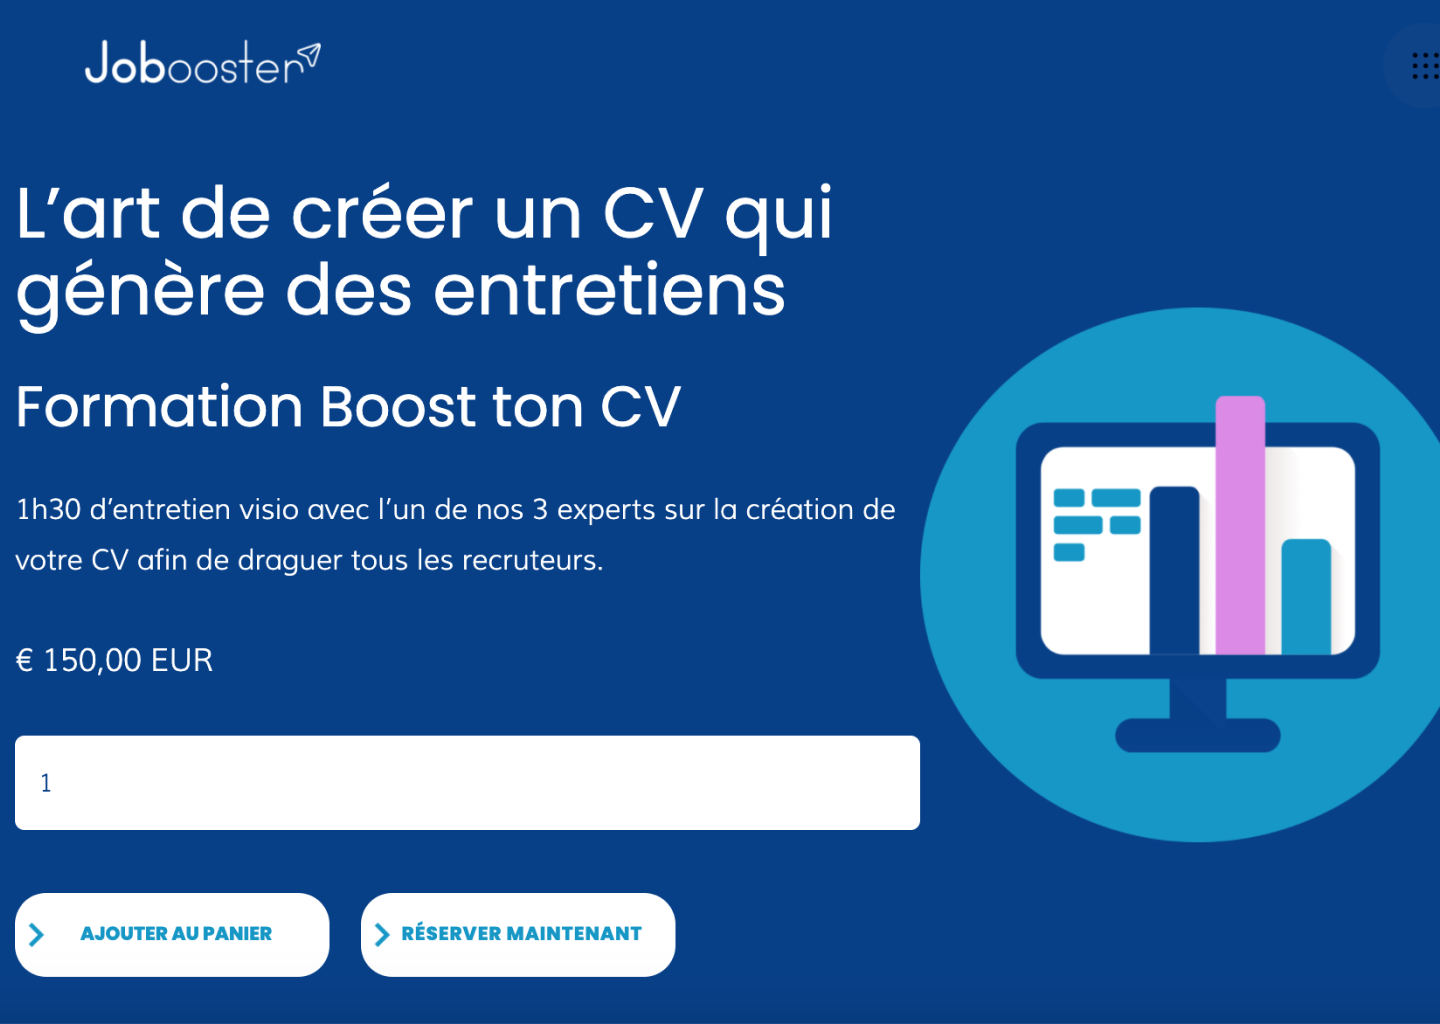 Jobooster
L’art de créer un CV qui
génère des entretiens
Formation Boost ton CV
1h30 d’entretien visio avec l’un de nos 3 experts sur la création de
votre CV afin de draguer tous les recruteurs.
€ 150,00 EUR
1
AJOUTER AU PANIER
RÉSERVER MAINTENANT